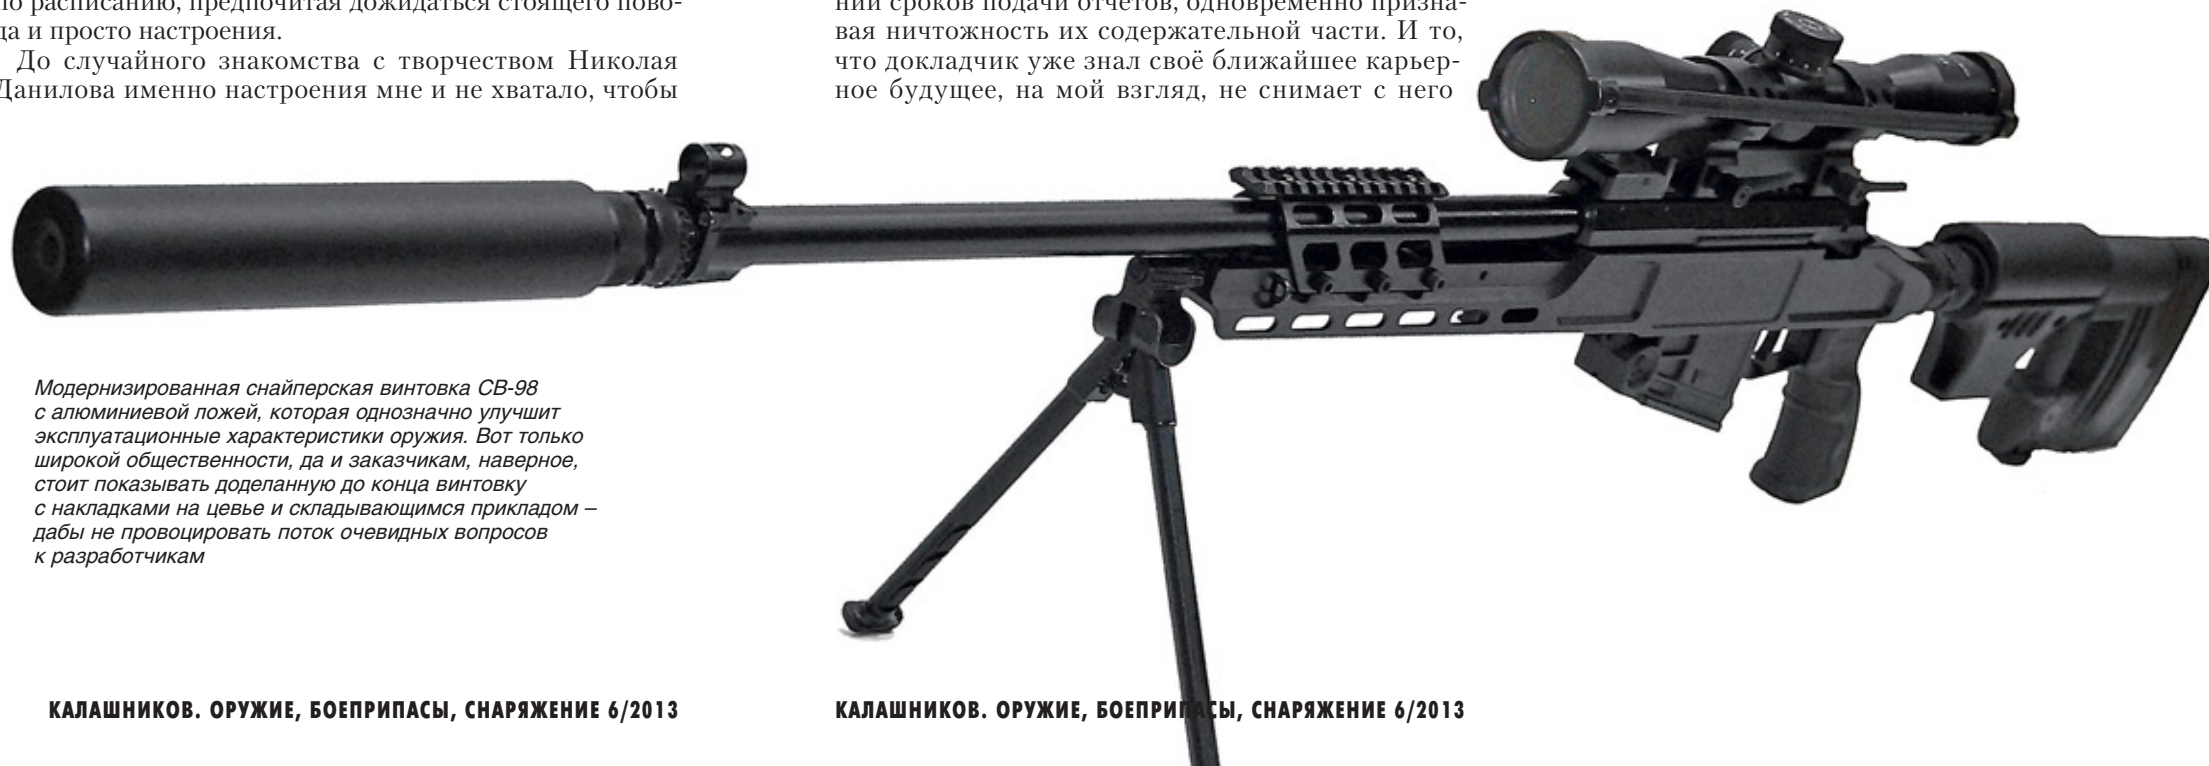 по расписанию, предпочитая дожидаться стоящего пово-
да и просто настроения.
До случайного знакомства с творчеством Николая
Данилова именно настроения мне и не хватало, чтобы
ний сроков подачи отчётов, одновременно призна-
вая ничтожность их содержательной части. И то,
что докладчик уже знал своё ближайшее карьер-
ное будущее, на мой взгляд, не снимает с него
Модернизированная снайперская винтовка СВ-98
с алюминиевой ложей, которая однозначно улучшит
эксплуатационные характеристики оружия. Вот только
широкой общественности, да и заказчикам, наверное,
стоит показывать доделанную до конца винтовку
с накладками на цевье и складывающимся прикладом –
дабы не провоцировать поток очевидных вопросов
к разработчикам
КАЛАШНИКОВ. ОРУЖИЕ, БОЕПРИПАСЫ, СНАРЯЖЕНИЕ 6/2013
КАЛАШНИКОВ. ОРУЖИЕ, БОЕПРИПАСЫ, СНАРЯЖЕНИЕ 6/2013